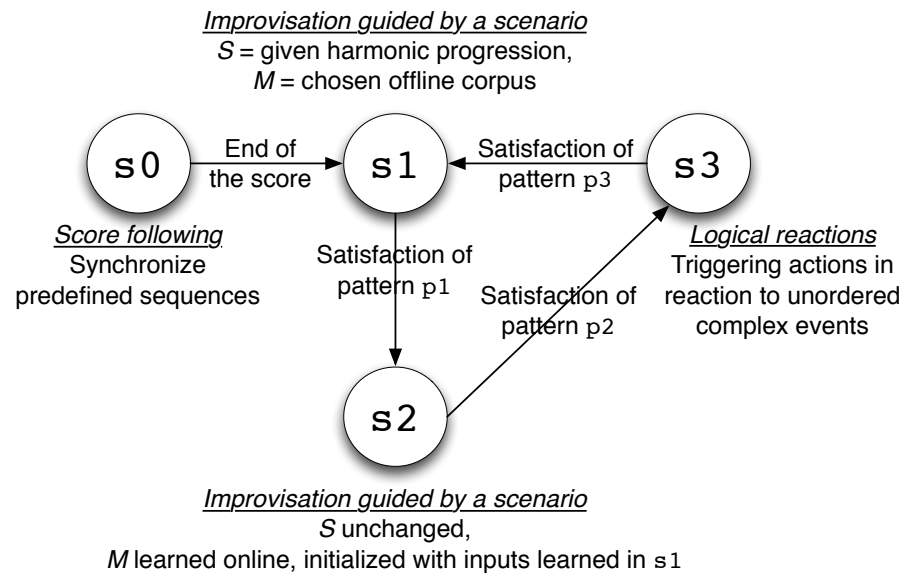 Improvisation guided by a scenario
S = given harmonic progression,
M = chosen offline corpus
s0
End of
the score
s1
Satisfaction of
pattern p3
s3
Score following
Synchronize
predefined sequences
Satisfaction of
pattern p1
Satisfaction of
pattern p2
Logical reactions
Triggering actions in
reaction to unordered
complex events
s2
Improvisation guided by a scenario
S unchanged,
M learned online, initialized with inputs learned in s1